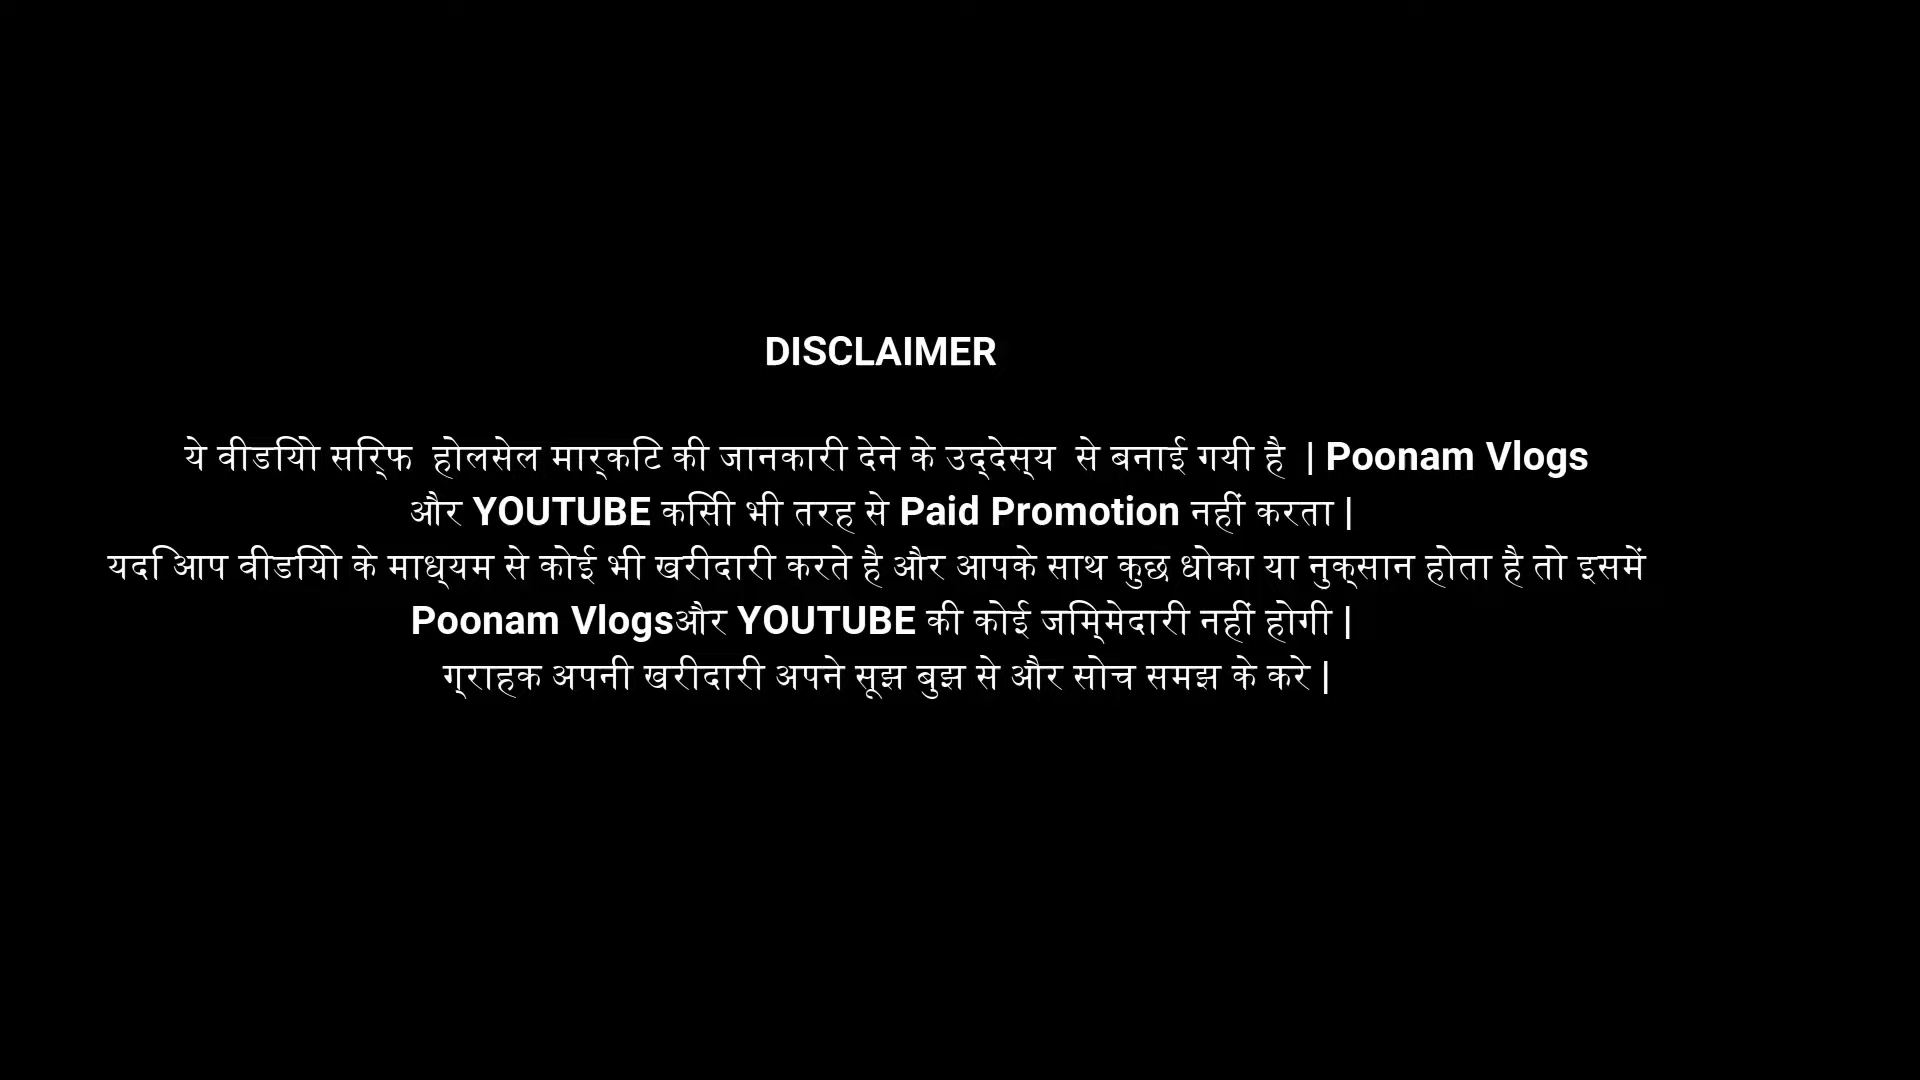 DISCLAIMER
ये वीडियो सिर्फ होलसेल मार्किट की जानकारी देने के उद्देस्य से बनाई गयी है | Poonam Vlogs
और YOUTUBE किसी भी तरह से Paid Promotion नहीं करता |
यदि आप वीडियो के माध्यम से कोई भी खरीदारी करते है और आपके साथ कुछ धोका या नुक्सान होता है तो इसमें
Poonam Vlogsऔर YOUTUBE की कोई जिम्मेदारी नहीं होगी |
ग्राहक अपनी खरीदारी अपने सूझ बुझ से और सोच समझ के करे |